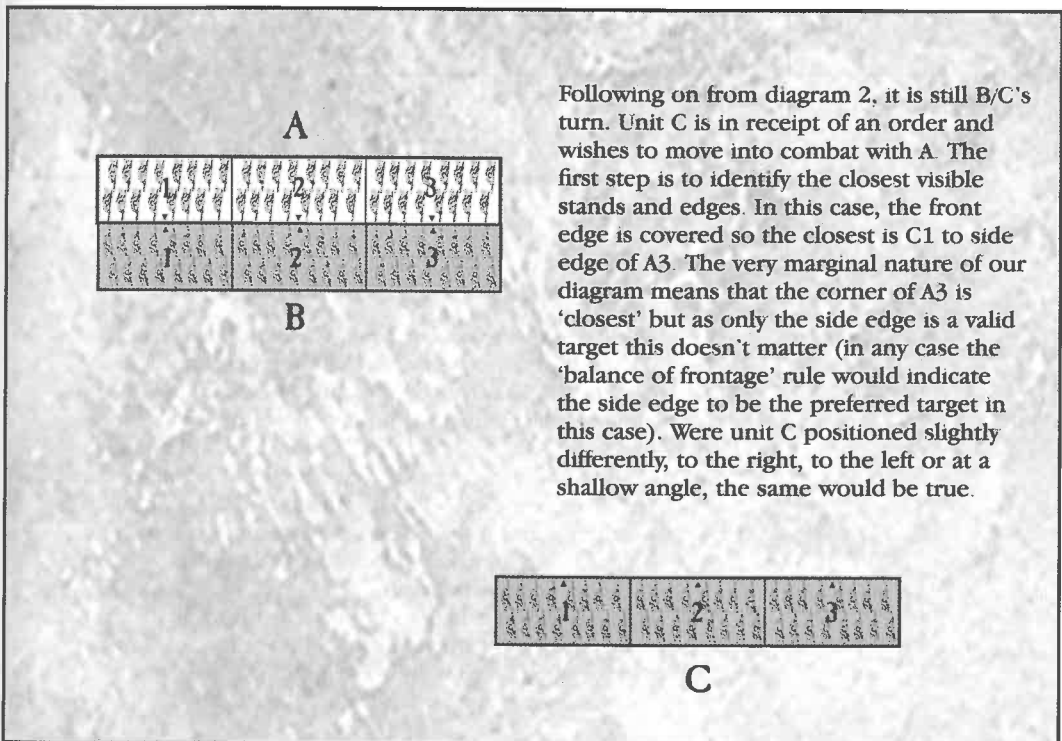 Following on from diagram 2, it is still B/C's
turn. Unit C is in receipt of an order and
wishes to move into combat with A. The
first step is to identify the closest visible
stands and edges. In this case, the front
edge is covered so the closest is C1 to side
edge of A3. The very marginal nature of our
diagram means that the corner of A3 is
'closest' but as only the side edge is a valid
target this doesn't matter (in any case the
'balance of frontage' rule would indicate
the side edge to be the preferred target in
this case). Were unit C positioned slightly
differently, to the right, to the left or at a
shallow angle, the same would be true.
A
1 2 3
1 2 3
B
1 2 3
C